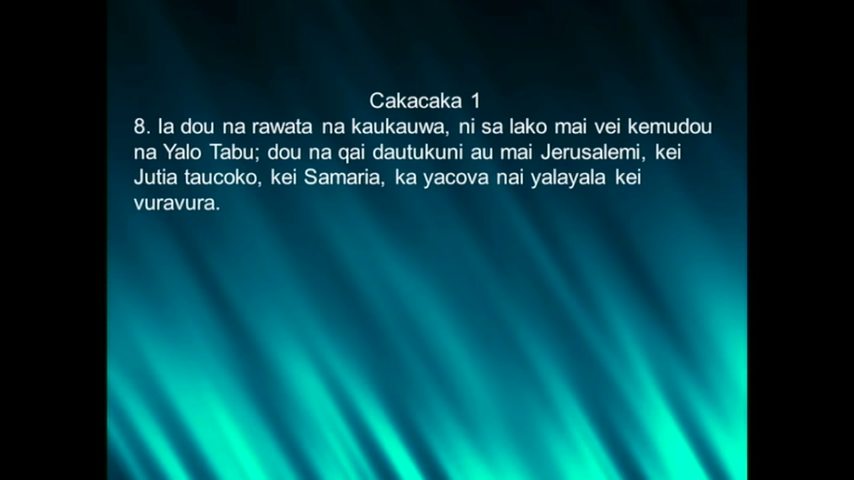 Cakacaka 1
8. Ia dou na rawata na kaukauwa, ni sa lako mai vei kemudou
na Yalo Tabu; dou na qai dautukuni au mai Jerusalemi, kei
Jutia taucoko, kei Samaria, ka yacova nai yalayala kei
vuravura.